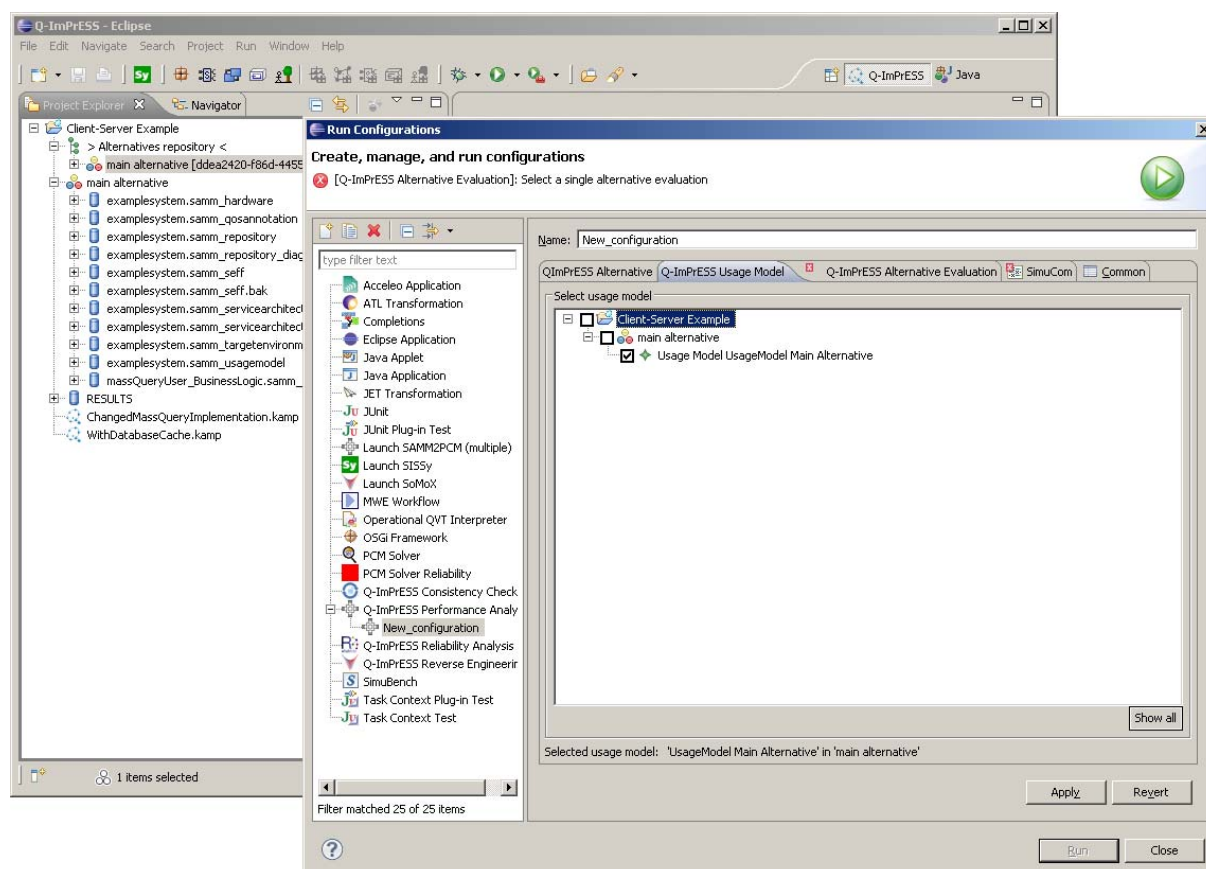 Q-ImPrESS - Eclipse
File Edit Navigate Search Project Run Window Help
Sy
Q-ImPrESS Java
Project Explorer Navigator
Client-Server Example
> Alternatives repository <
main alternative [ddea2420-f86d-4455
main alternative
examplesystem.samm_hardware
examplesystem.samm_qosannotation
examplesystem.samm_repository
examplesystem.samm_repository_diag
examplesystem.samm_seff
examplesystem.samm_seff.bak
examplesystem.samm_servicearchitect
examplesystem.samm_servicearchitect
examplesystem.samm_targetenvironm
examplesystem.samm_usagemodel
massQueryUser_BusinessLogic.samm_
RESULTS
ChangedMassQueryImplementation.kamp
WithDatabaseCache.kamp
1 items selected
Run Configurations
Create, manage, and run configurations
[Q-ImPrESS Alternative Evaluation]: Select a single alternative evaluation
type filter text
Acceleo Application
ATL Transformation
Completions
Eclipse Application
Java Applet
Java Application
JET Transformation
JUnit
JUnit Plug-in Test
Launch SAMM2PCM (multiple)
Launch SISSy
Launch SoMoX
MWE Workflow
Operational QVT Interpreter
OSGi Framework
PCM Solver
PCM Solver Reliability
Q-ImPrESS Consistency Check
Q-ImPrESS Performance Analy
New_configuration
Q-ImPrESS Reliability Analysis
Q-ImPrESS Reverse Engineerir
SimuBench
Task Context Plug-in Test
Task Context Test
Filter matched 25 of 25 items
Name: New_configuration
QImPrESS Alternative Q-ImPrESS Usage Model Q-ImPrESS Alternative Evaluation SimuCom Common
Select usage model
Client-Server Example
main alternative
Usage Model UsageModel Main Alternative
Show all
Selected usage model: 'UsageModel Main Alternative' in 'main alternative'
Apply Revert
Run Close